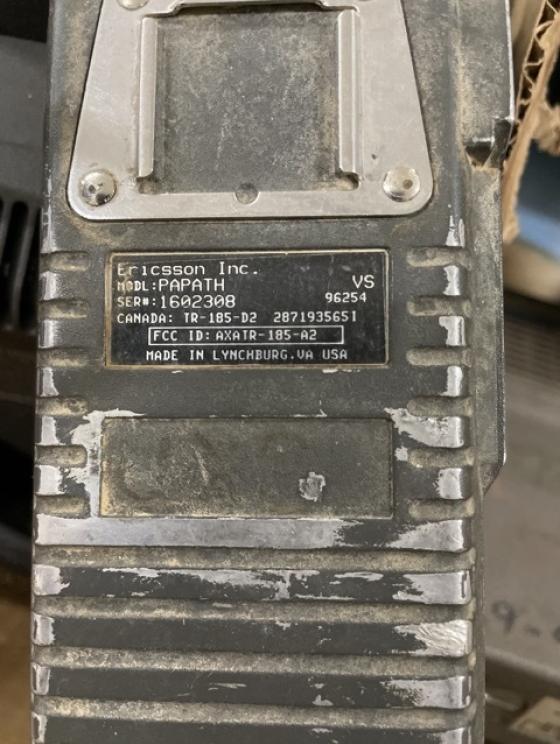 Ericsson Inc.
MODL:PAPATH VS
SER#:1602308 96254
CANADA: TR-185-D2 287193565I
FCC ID: AXATR-185-A2
MADE IN LYNCHBURG.VA USA